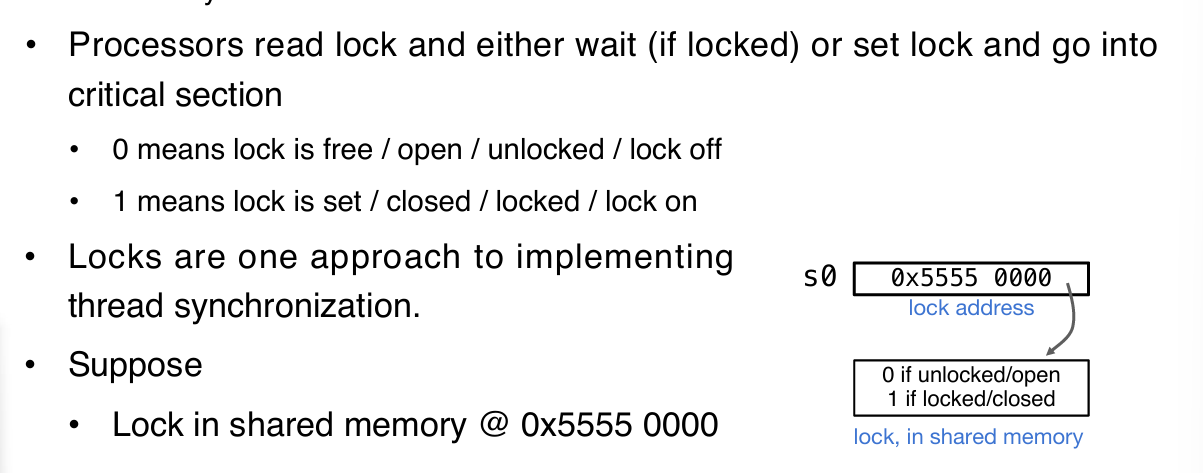 • Processors read lock and either wait (if locked) or set lock and go into
critical section
• 0 means lock is free / open / unlocked / lock off
• 1 means lock is set / closed / locked / lock on
• Locks are one approach to implementing
thread synchronization.
• Suppose
• Lock in shared memory @ 0x5555 0000
s0 0x5555 0000
lock address
0 if unlocked/open
1 if locked/closed
lock, in shared memory